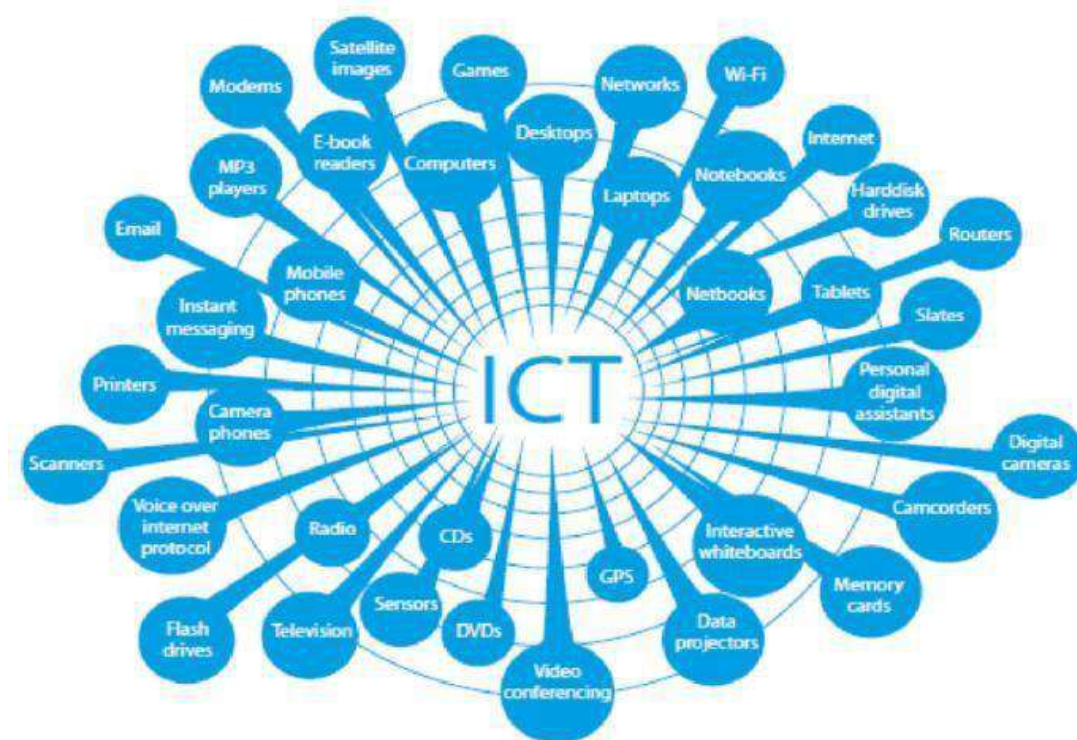 Satellite
images
Games
Networks
Wi-Fi
Modems
E-book
readers
Computers
Desktops
Laptops
Notebooks
Internet
MP3
players
Harddisk
drives
Email
Mobile
phones
Netbooks
Tablets
Routers
Instant
messaging
Slates
Printers
ICT
Personal
digital
assistants
Camera
phones
Scanners
Digital
cameras
Voice over
internet
protocol
Radio
CDs
GPS
Interactive
whiteboards
Camcorders
Memory
cards
Flash
drives
Television
Sensors
DVDs
Video
conferencing
Data
projectors